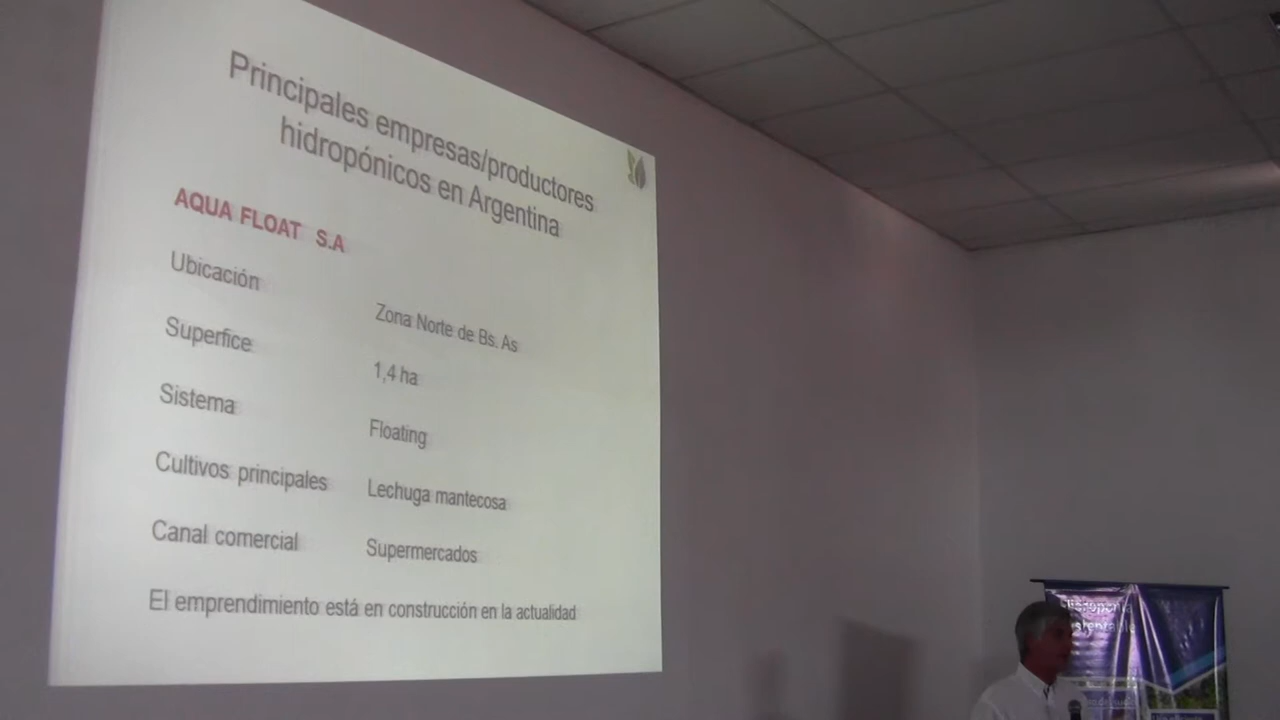 Principales empresas/productores
hidropónicos en Argentina
AQUA FLOAT S.A
Ubicación
Zona Norte de Bs. As
Superfice
1,4 ha
Sistema
Floating
Cultivos principales
Lechuga mantecosa
Canal comercial
Supermercados
El emprendimiento está en construcción en la actualidad